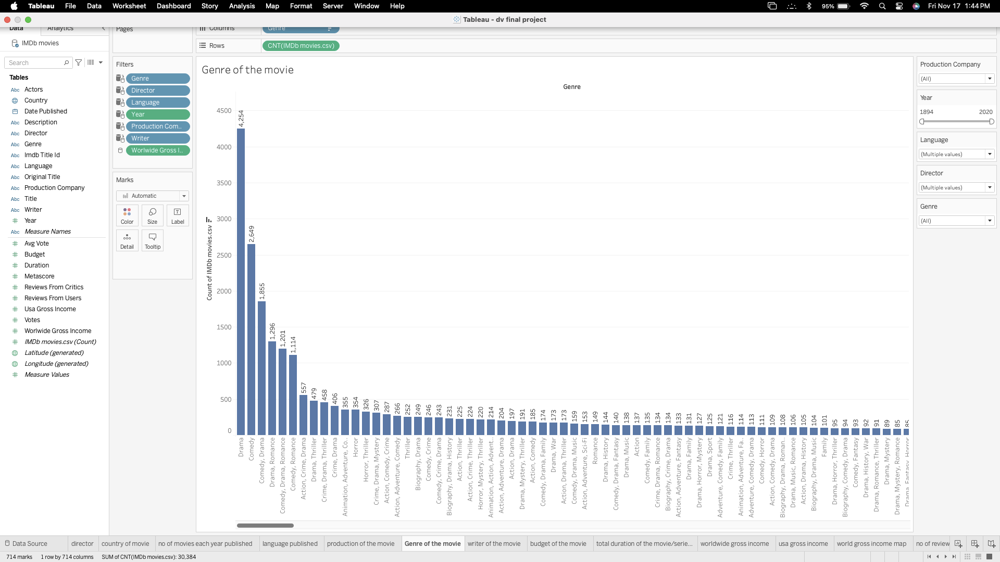 Tableau File Data Worksheet Dashboard Story Analysis Map Format Server Window Help 95% Fri Nov 17 1:44 PM
Tableau - dv final project
Data Analytics Pages Columns Genre
IMDb movies
Rows CNT(IMDb movies.csv)
Search
Tables
Abc Actors
Country
Date Published
Abc Description
Abc Director
Abc Genre
Abc Imdb Title Id
Abc Language
Abc Original Title
Abc Production Company
Abc Title
Abc Writer
Year
Abc Measure Names
Avg Vote
Budget
Duration
Metascore
Reviews From Critics
Reviews From Users
Usa Gross Income
Votes
Worlwide Gross Income
IMDb movies.csv (Count)
Latitude (generated)
Longitude (generated)
Measure Values
Filters
Genre
Director
Language
Year
Production Com..
Writer
Worlwide Gross I..
Marks
Automatic
Color Size Label
Detail Tooltip
Genre of the movie
Genre
Count of IMDb movies.csv
4500
4000
3500
3000
2500
2000
1500
1000
500
0
4,254 2,649 1,855 1,296 1,201 1,114 557 479 458 406 355 354 326 307 287 266 252 249 246 243 231 225 224 220 214 204 197 191 185 174 173 173 159 153 149 144 140 138 137 135 134 134 133 131 127 125 121 116 114 113 111 109 108 106 105 104 101 95 94 93 92 91 89 85 85
Drama
Comedy
Comedy, Drama
Drama, Romance
Comedy, Drama, Romance
Comedy, Romance
Action, Crime, Drama
Drama, Thriller
Crime, Drama, Thriller
Crime, Drama
Animation, Adventure, Co..
Horror
Horror, Thriller
Crime, Drama, Mystery
Action, Comedy, Crime
Action, Adventure, Comedy
Thriller
Biography, Drama
Comedy, Crime
Comedy, Crime, Drama
Biography, Drama, History
Action, Thriller
Action, Crime, Thriller
Horror, Mystery, Thriller
Animation, Action, Advent..
Action, Adventure, Drama
Action, Drama
Drama, Mystery, Thriller
Action, Comedy
Comedy, Drama, Family
Drama, War
Action, Drama, Thriller
Comedy, Drama, Music
Action, Adventure, Sci-Fi
Romance
Drama, History
Comedy, Drama, Fantasy
Drama, Music
Action
Comedy, Family
Crime, Drama, Romance
Biography, Crime, Drama
Action, Adventure, Fantasy
Drama, Family
Drama, Horror, Mystery
Drama, Sport
Adventure, Comedy, Family
Crime, Thriller
Animation, Adventure, Fa..
Adventure, Comedy, Drama
Comedy, Horror
Action, Comedy, Drama
Biography, Drama, Roman..
Drama, Music, Romance
Action, Drama, History
Biography, Drama, Music
Family
Drama, Horror, Thriller
Biography, Comedy, Drama
Comedy, Fantasy
Drama, History, War
Drama, Romance, Thriller
Drama, Mystery
Drama, Mystery, Romance
Drama, Fantasy, Horror
Production Company
(All)
Year
1894 2020
Language
(Multiple values)
Director
(Multiple values)
Genre
(All)
Data Source director country of movie no of movies each year published language published production of the movie Genre of the movie writer of the movie budget of the movie total duration of the movie/serie... worldwide gross income usa gross income world gross income map no of review
714 marks 1 row by 714 columns SUM of CNT(IMDb movies.csv): 30,384